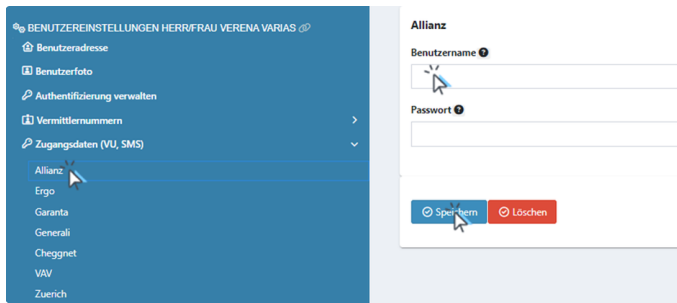 BENUTZEREINSTELLUNGEN HERR/FRAU VERENA VARIAS
Benutzeradresse
Benutzerfoto
Authentifizierung verwalten
Vermittlernummern
Zugangsdaten (VU, SMS)
Allianz
Ergo
Garanta
Generali
Cheggnet
VAV
Zuerich
Allianz
Benutzername
Passwort
Speichern Löschen